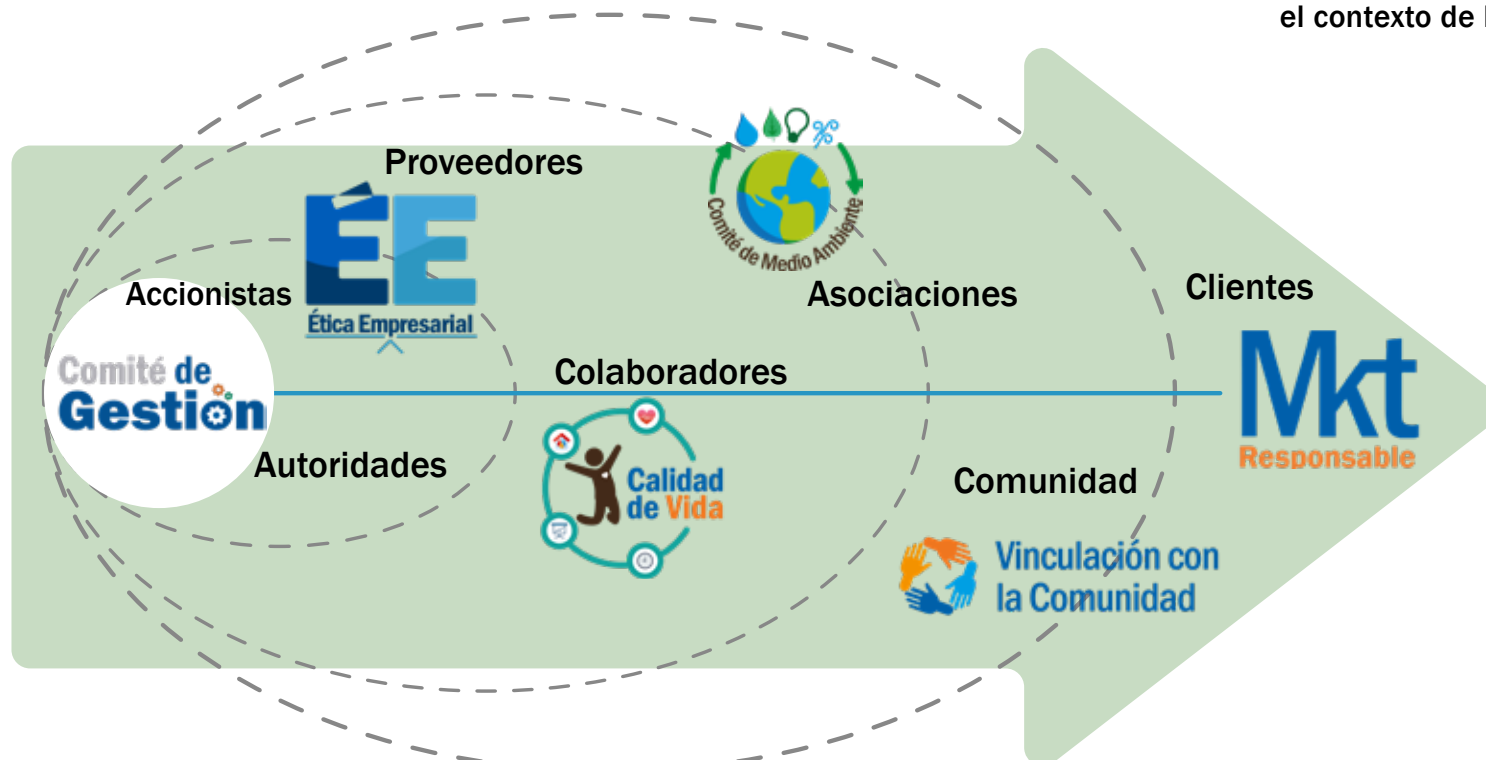 el contexto de l
Proveedores
ÉE
Ética Empresarial
Comité de Medio Ambiente
Accionistas
Asociaciones
Clientes
Comité de
Gestión
Colaboradores
Mkt
Responsable
Autoridades
Calidad
de Vida
Comunidad
Vinculación con
la Comunidad